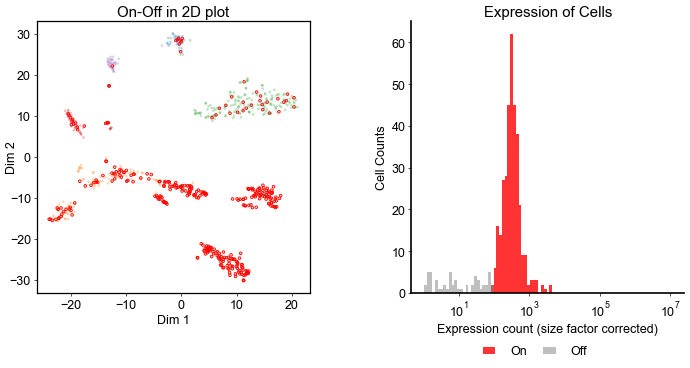 On-Off in 2D plot
Expression of Cells
30
20
10
0
−10
−20
−30
Dim 2
−20 −10 0 10 20
Dim 1
60
50
40
30
20
10
0
Cell Counts
10^1 10^3 10^5 10^7
Expression count (size factor corrected)
On Off